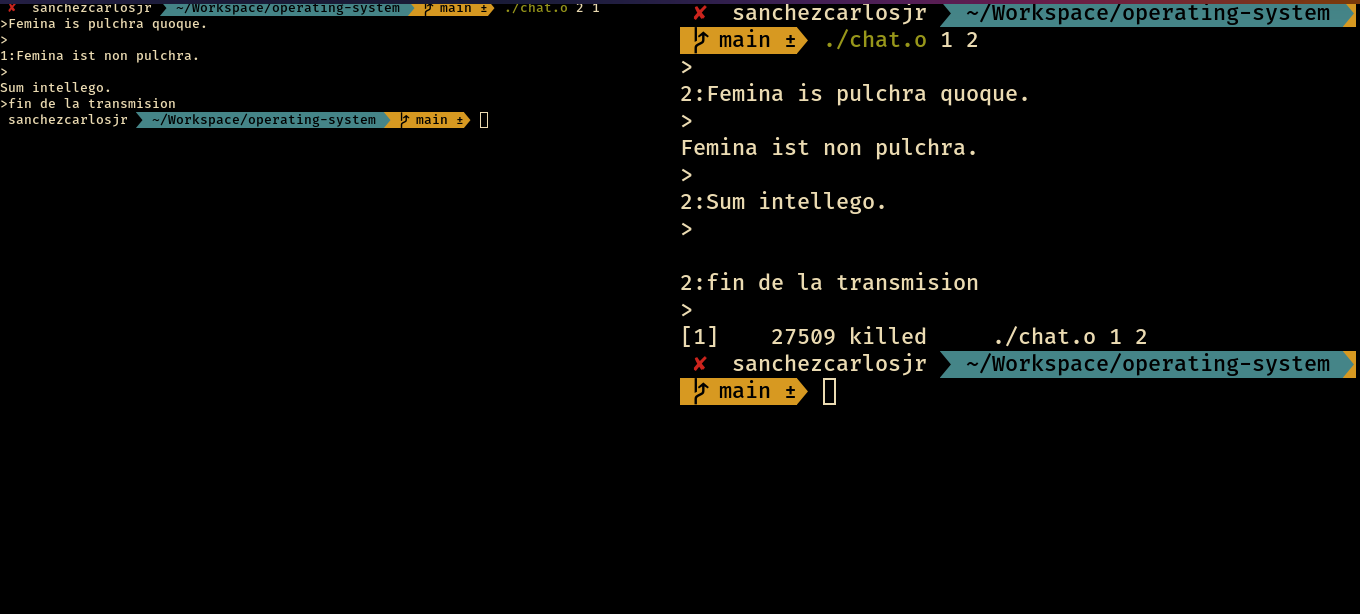 ✘ sanchezcarlosjr ~/Workspace/operating-system main ± ./chat.o 2 1
>Femina is pulchra quoque.
>
1:Femina ist non pulchra.
>
Sum intellego.
>fin de la transmision
sanchezcarlosjr ~/Workspace/operating-system main ±
✘ sanchezcarlosjr ~/Workspace/operating-system
main ± ./chat.o 1 2
>
2:Femina is pulchra quoque.
>
Femina ist non pulchra.
>
2:Sum intellego.
>
2:fin de la transmision
>
[1] 27509 killed ./chat.o 1 2
✘ sanchezcarlosjr ~/Workspace/operating-system
main ±